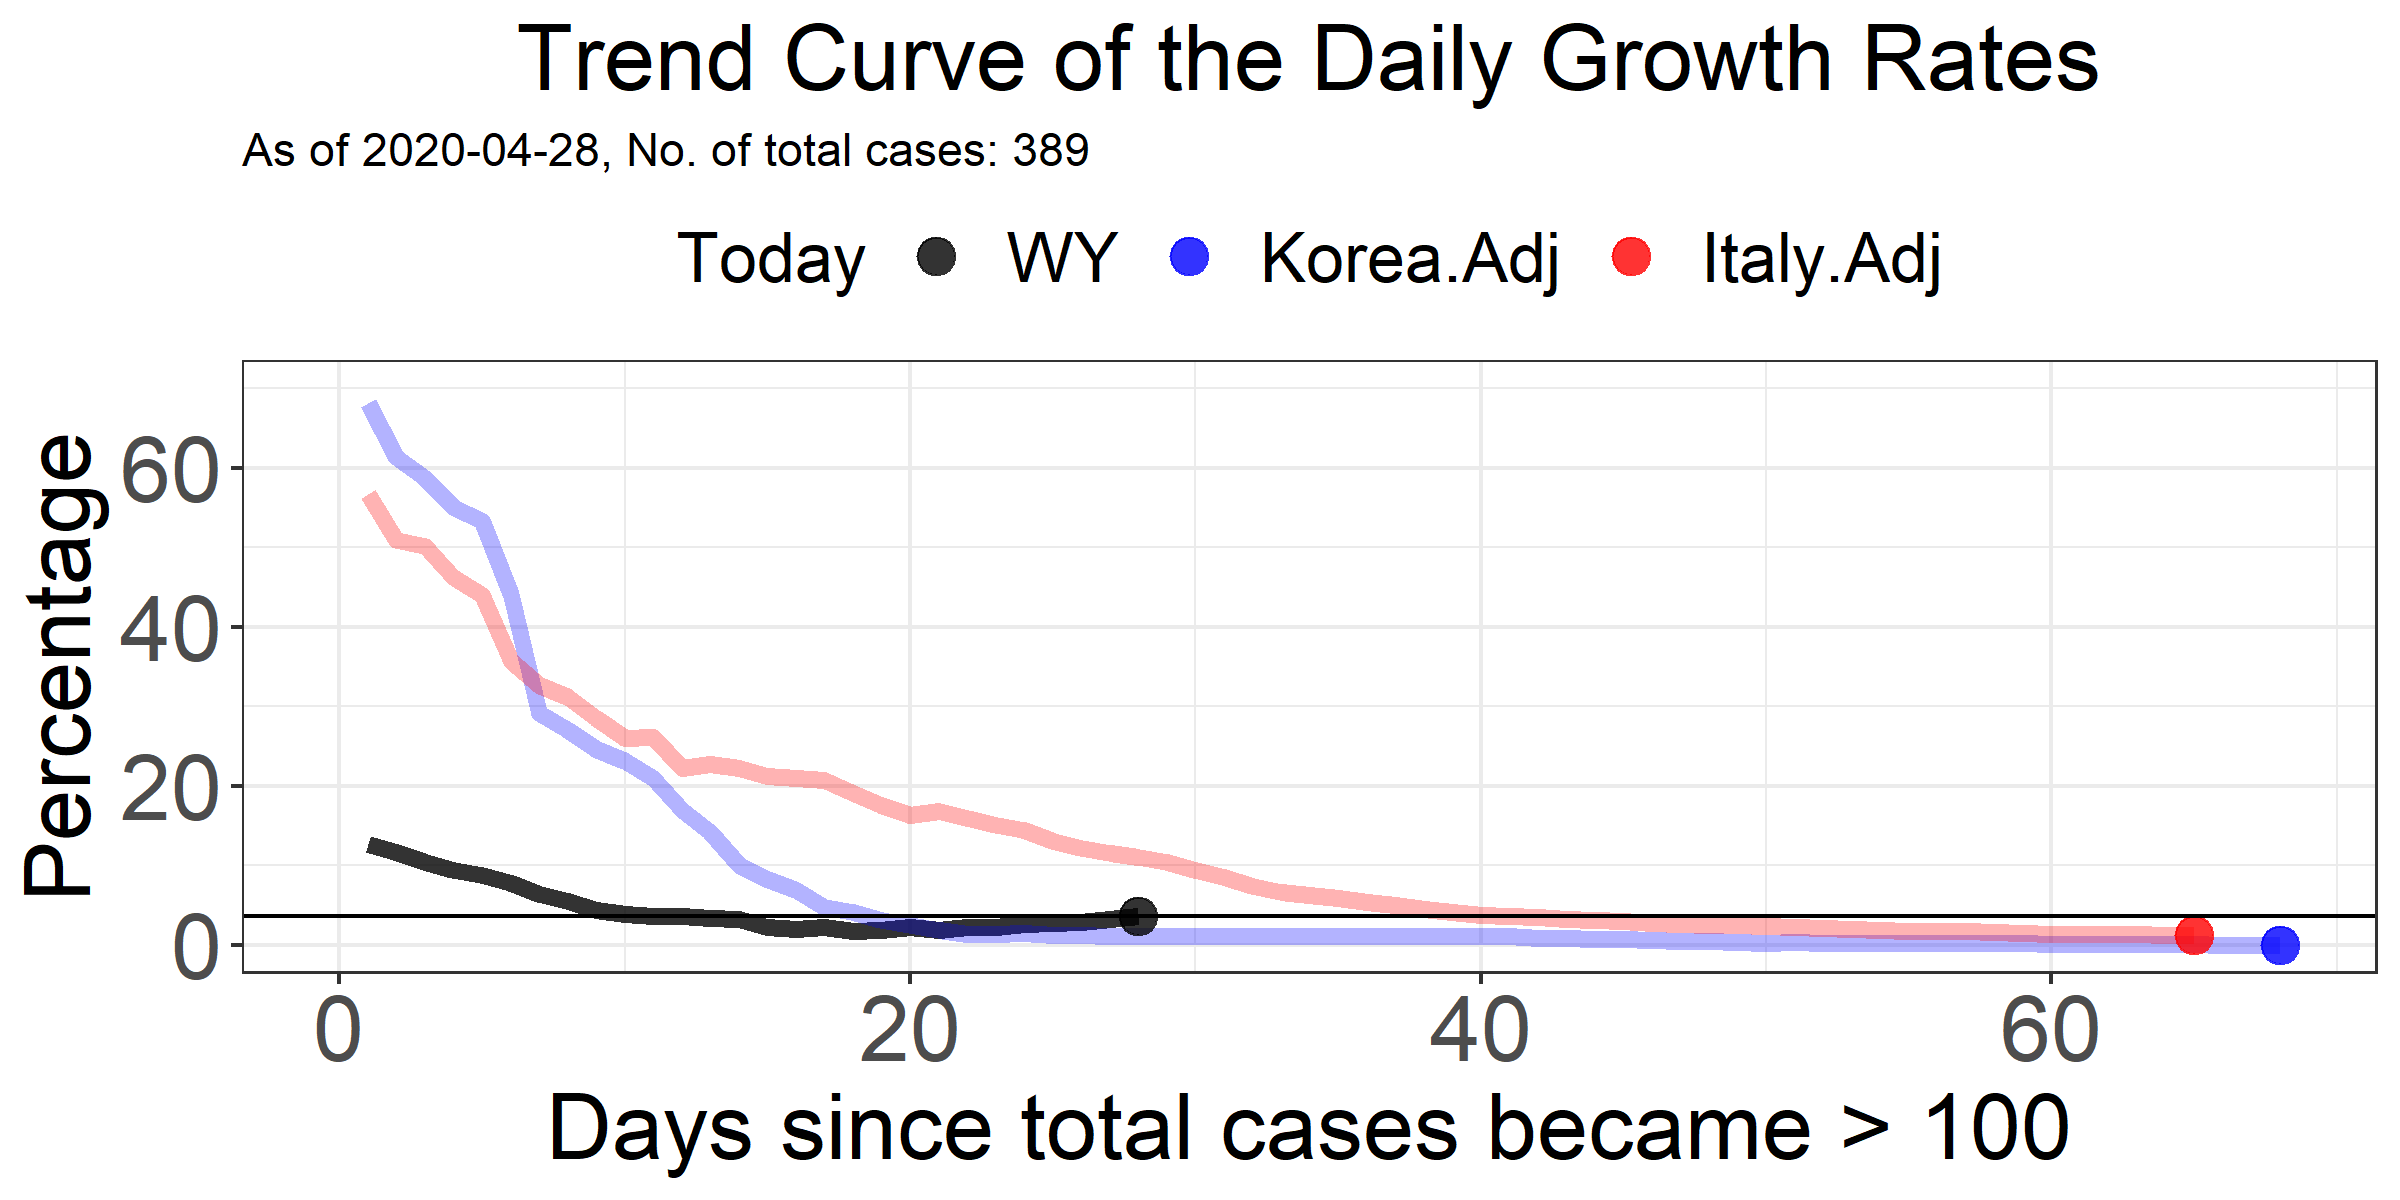 Trend Curve of the Daily Growth Rates
As of 2020-04-28, No. of total cases: 389
Today WY Korea.Adj Italy.Adj
Percentage
60
40
20
0
0 20 40 60
Days since total cases became > 100